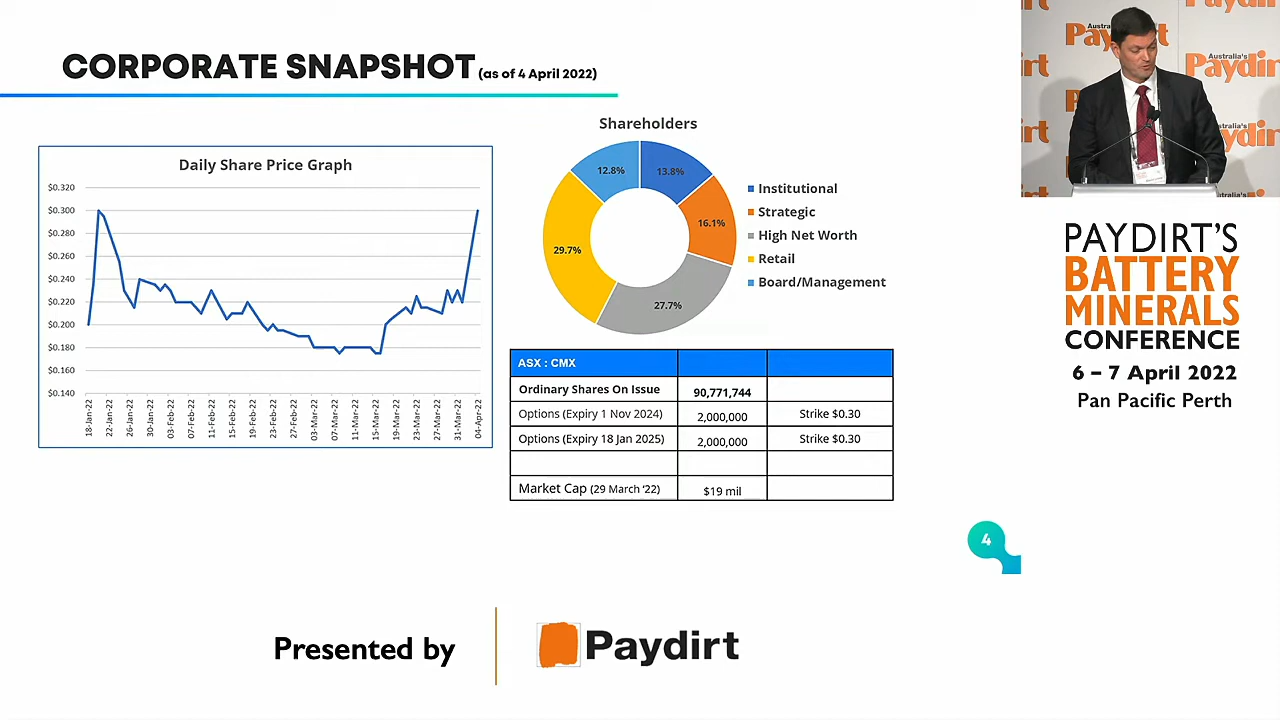 CORPORATE SNAPSHOT (as of 4 April 2022)
Daily Share Price Graph
$0.320
$0.300
$0.280
$0.260
$0.240
$0.220
$0.200
$0.180
$0.160
$0.140
18-Jan-22
22-Jan-22
26-Jan-22
30-Jan-22
03-Feb-22
07-Feb-22
11-Feb-22
15-Feb-22
19-Feb-22
23-Feb-22
27-Feb-22
03-Mar-22
07-Mar-22
11-Mar-22
15-Mar-22
19-Mar-22
23-Mar-22
27-Mar-22
31-Mar-22
04-Apr-22
Shareholders
12.8%
13.8%
16.1%
29.7%
27.7%
Institutional
Strategic
High Net Worth
Retail
Board/Management
ASX : CMX
Ordinary Shares On Issue 90,771,744
Options (Expiry 1 Nov 2024) 2,000,000 Strike $0.30
Options (Expiry 18 Jan 2025) 2,000,000 Strike $0.30
Market Cap (29 March '22) $19 mil
4
Presented by
Paydirt
Australia's
Paydir
PAYDIRT'S
BATTERY
MINERALS
CONFERENCE
6 – 7 April 2022
Pan Pacific Perth